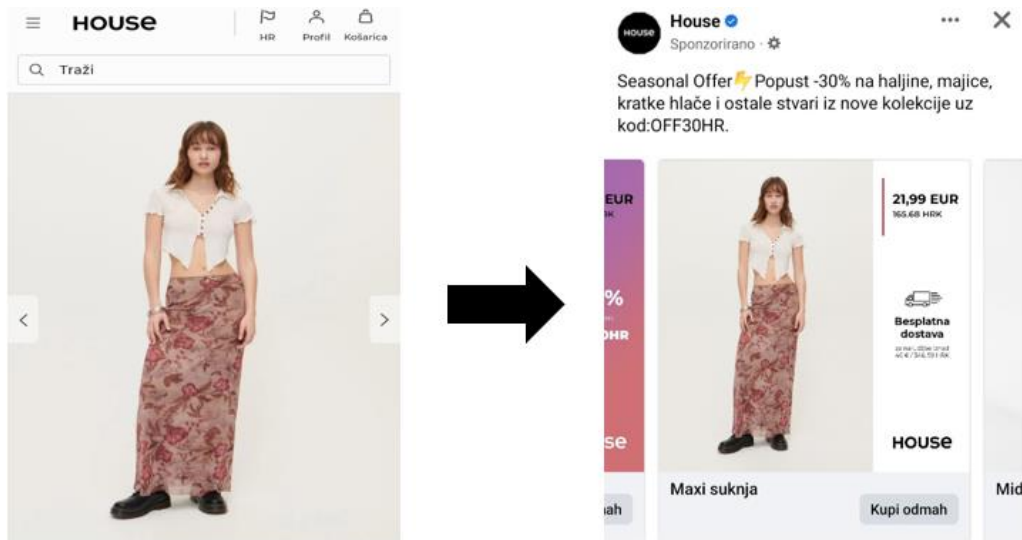 HOUSE
HR
Profil
Košarica
Traži
HOUSE
House
Sponzorirano
Seasonal Offer⚡Popust -30% na haljine, majice,
kratke hlače i ostale stvari iz nove kolekcije uz
kod:OFF30HR.
EUR
%
OHR
se
21,99 EUR
165.68 HRK
Besplatna
dostava
HOUSE
Maxi suknja
Kupi odmah
Mid